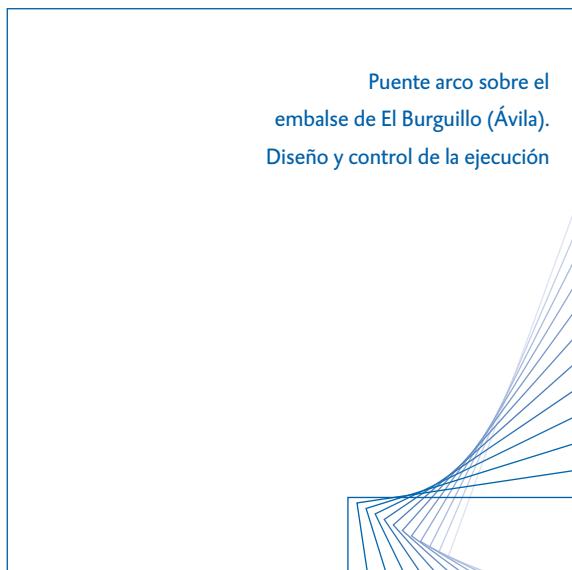 Puente arco sobre el
embalse de El Burguillo (Ávila).
Diseño y control de la ejecución